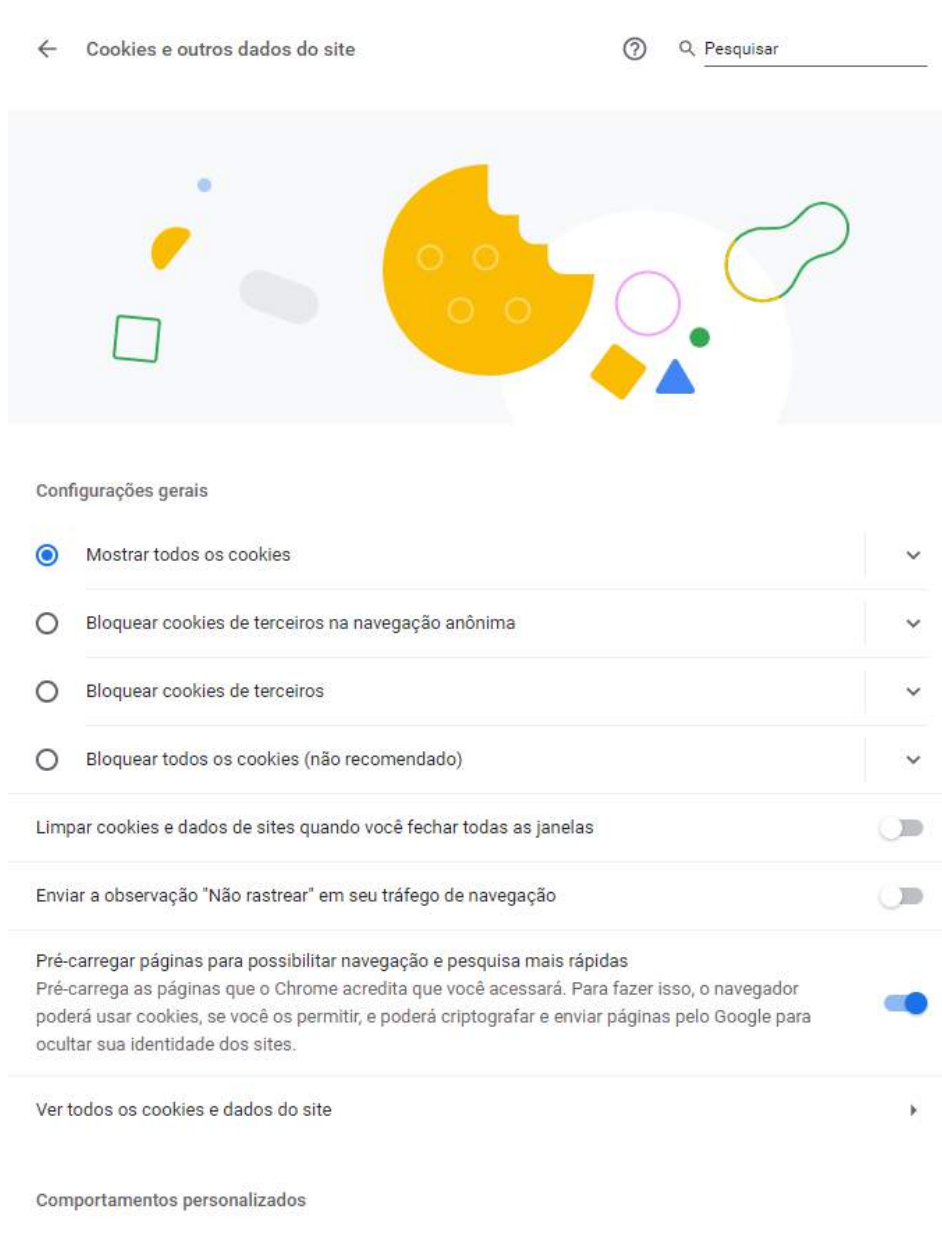 Cookies e outros dados do site
Pesquisar
Configurações gerais
Mostrar todos os cookies
Bloquear cookies de terceiros na navegação anônima
Bloquear cookies de terceiros
Bloquear todos os cookies (não recomendado)
Limpar cookies e dados de sites quando você fechar todas as janelas
Enviar a observação "Não rastrear" em seu tráfego de navegação
Pré-carregar páginas para possibilitar navegação e pesquisa mais rápidas
Pré-carrega as páginas que o Chrome acredita que você acessará. Para fazer isso, o navegador
poderá usar cookies, se você os permitir, e poderá criptografar e enviar páginas pelo Google para
ocultar sua identidade dos sites.
Ver todos os cookies e dados do site
Comportamentos personalizados